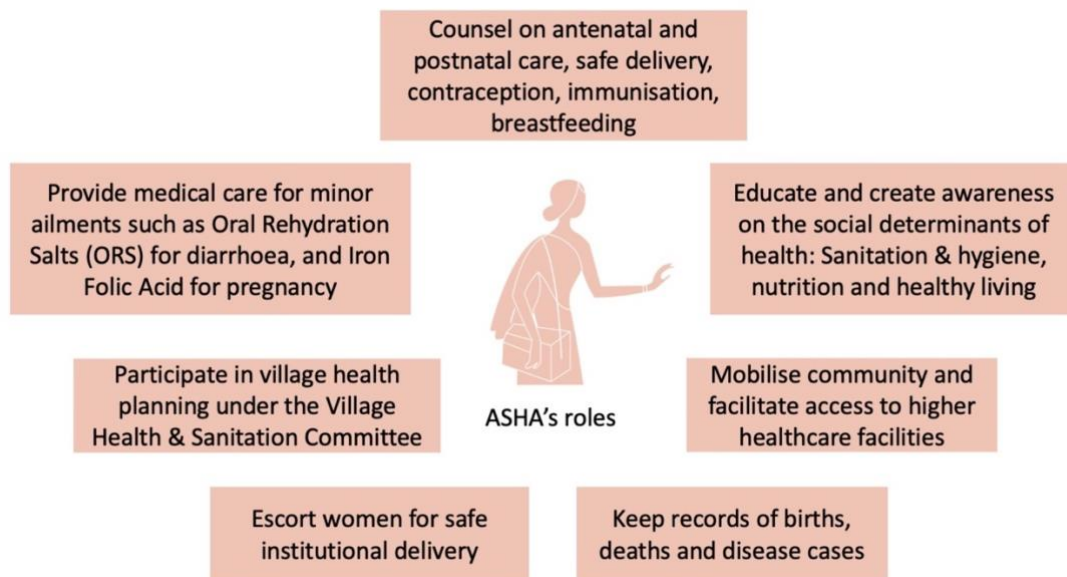 Counsel on antenatal and
postnatal care, safe delivery,
contraception, immunisation,
breastfeeding
Provide medical care for minor
ailments such as Oral Rehydration
Salts (ORS) for diarrhoea, and Iron
Folic Acid for pregnancy
Educate and create awareness
on the social determinants of
health: Sanitation & hygiene,
nutrition and healthy living
Participate in village health
planning under the Village
Health & Sanitation Committee
ASHA's roles
Mobilise community and
facilitate access to higher
healthcare facilities
Escort women for safe
institutional delivery
Keep records of births,
deaths and disease cases